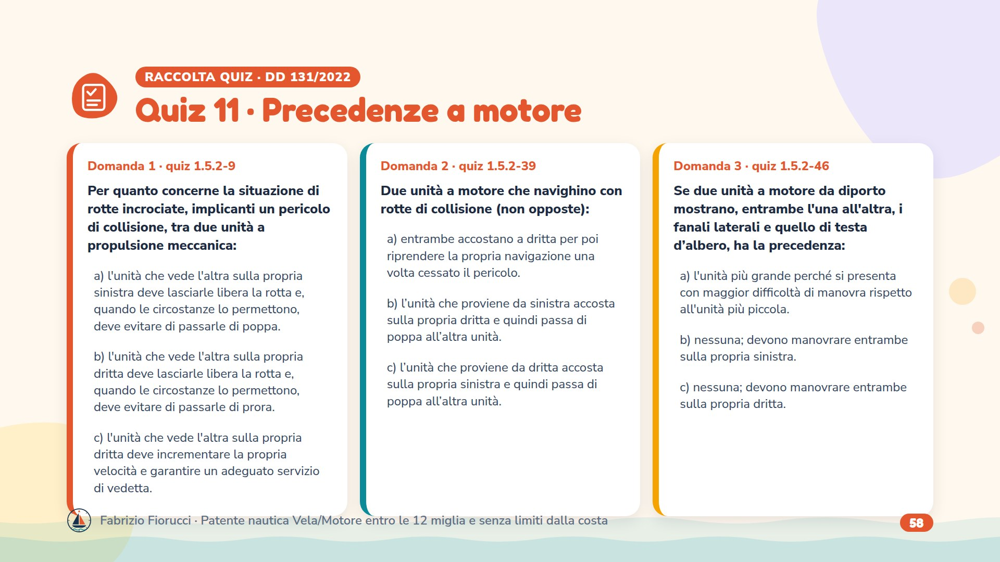 RACCOLTA QUIZ · DD 131/2022
Quiz 11 · Precedenze a motore
Domanda 1 · quiz 1.5.2-9
Per quanto concerne la situazione di
rotte incrociate, implicanti un pericolo
di collisione, tra due unità a
propulsione meccanica:
a) l'unità che vede l'altra sulla propria
sinistra deve lasciarle libera la rotta e,
quando le circostanze lo permettono,
deve evitare di passarle di poppa.
b) l'unità che vede l'altra sulla propria
dritta deve lasciarle libera la rotta e,
quando le circostanze lo permettono,
deve evitare di passarle di prora.
c) l'unità che vede l'altra sulla propria
dritta deve incrementare la propria
velocità e garantire un adeguato servizio
di vedetta.
Domanda 2 · quiz 1.5.2-39
Due unità a motore che navighino con
rotte di collisione (non opposte):
a) entrambe accostano a dritta per poi
riprendere la propria navigazione una
volta cessato il pericolo.
b) l’unità che proviene da sinistra accosta
sulla propria dritta e quindi passa di
poppa all’altra unità.
c) l’unità che proviene da dritta accosta
sulla propria sinistra e quindi passa di
poppa all’altra unità.
Domanda 3 · quiz 1.5.2-46
Se due unità a motore da diporto
mostrano, entrambe l'una all'altra, i
fanali laterali e quello di testa
d’albero, ha la precedenza:
a) l'unità più grande perché si presenta
con maggior difficoltà di manovra rispetto
all'unità più piccola.
b) nessuna; devono manovrare entrambe
sulla propria sinistra.
c) nessuna; devono manovrare entrambe
sulla propria dritta.
Fabrizio Fiorucci · Patente nautica Vela/Motore entro le 12 miglia e senza limiti dalla costa
58